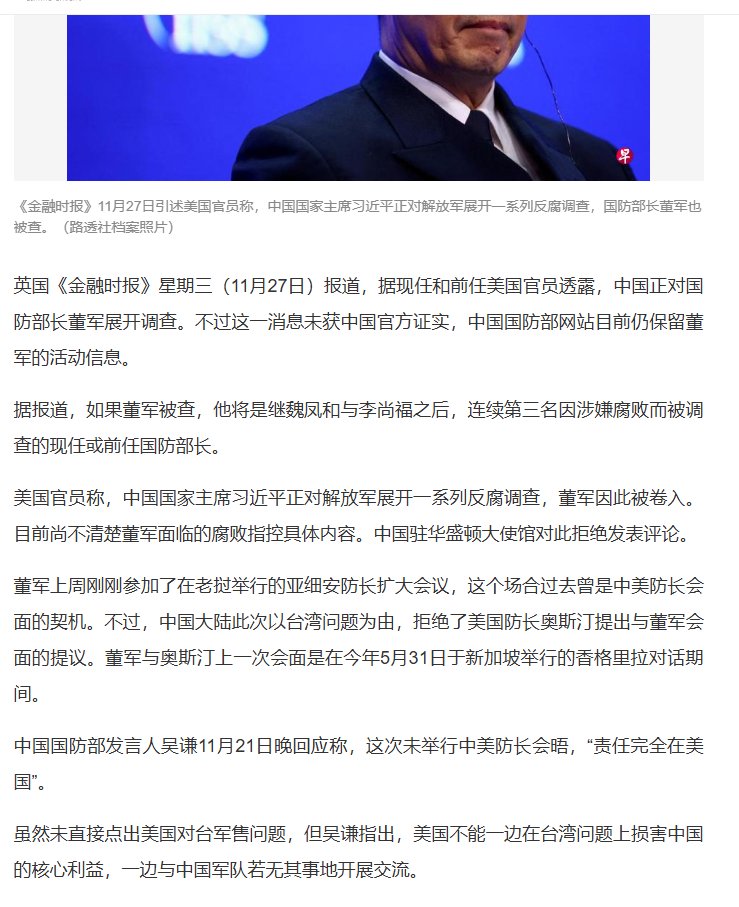 早
《金融时报》11月27日引述美国官员称，中国国家主席习近平正对解放军展开一系列反腐调查，国防部长董军也
被查。（路透社档案照片）
英国《金融时报》星期三（11月27日）报道，据现任和前任美国官员透露，中国正对国
防部长董军展开调查。不过这一消息未获中国官方证实，中国国防部网站目前仍保留董
军的活动信息。
据报道，如果董军被查，他将是继魏凤和与李尚福之后，连续第三名因涉嫌腐败而被调
查的现任或前任国防部长。
美国官员称，中国国家主席习近平正对解放军展开一系列反腐调查，董军因此被卷入。
目前尚不清楚董军面临的腐败指控具体内容。中国驻华盛顿大使馆对此拒绝发表评论。
董军上周刚刚参加了在老挝举行的亚细安防长扩大会议，这个场合过去曾是中美防长会
面的契机。不过，中国大陆此次以台湾问题为由，拒绝了美国防长奥斯汀提出与董军会
面的提议。董军与奥斯汀上一次会面是在今年5月31日于新加坡举行的香格里拉对话期
间。
中国国防部发言人吴谦11月21日晚回应称，这次未举行中美防长会晤，“责任完全在美
国”。
虽然未直接点出美国对台军售问题，但吴谦指出，美国不能一边在台湾问题上损害中国
的核心利益，一边与中国军队若无其事地开展交流。